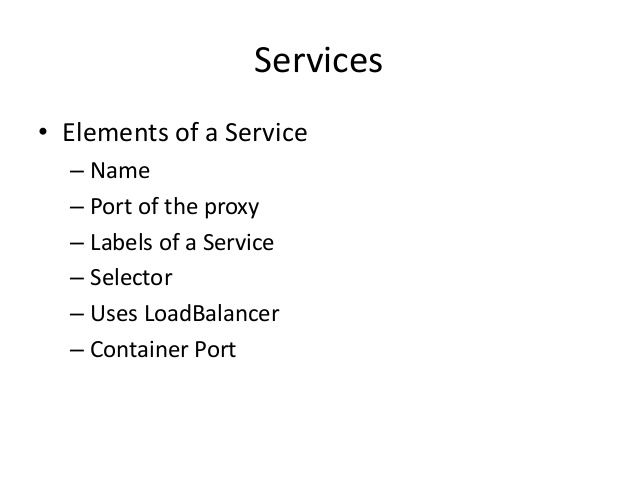 Services
• Elements of a Service
– Name
– Port of the proxy
– Labels of a Service
– Selector
– Uses LoadBalancer
– Container Port